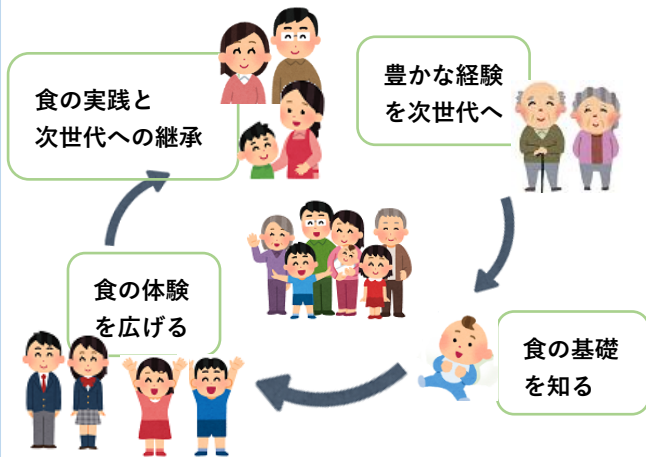 食の実践と
次世代への継承
豊かな経験
を次世代へ
食の体験
を広げる
食の基礎
を知る